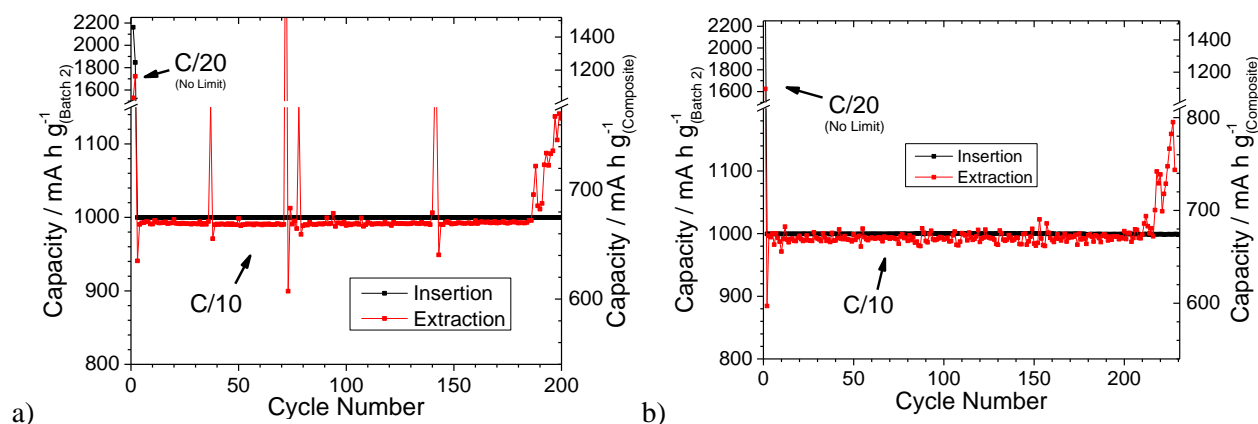 2200
2000
1800
1600
1100
1000
900
800
Capacity / mA h g-1(Batch 2)
C/20
(No Limit)
C/10
Insertion
Extraction
1400
1200
700
600
Capacity / mA h g-1(Composite)
0 50 100 150 200
Cycle Number
a)
2200
2000
1800
1600
1100
1000
900
800
Capacity / mA h g-1(Batch 2)
C/20
(No Limit)
Insertion
Extraction
C/10
1400
1200
800
700
600
Capacity / mA h g-1(Composite)
0 50 100 150 200
Cycle Number
b)